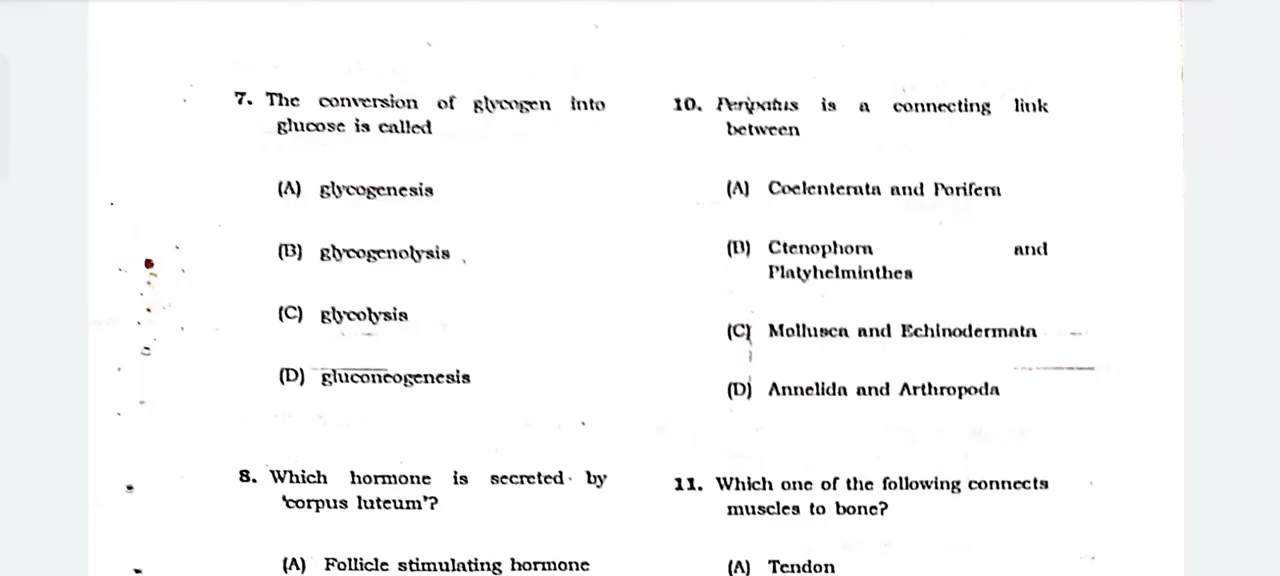 7. The conversion of glycogen into
glucose is called
(A) glycogenesis
(B) glycogenolysis
(C) glycolysis
(D) gluconeogenesis
8. Which hormone is secreted by
'corpus luteum'?
(A) Follicle stimulating hormone
10. Peripatus is a connecting link
between
(A) Coelenterata and Porifera
(B) Ctenophora and
Platyhelminthes
(C) Mollusca and Echinodermata
(D) Annelida and Arthropoda
11. Which one of the following connects
muscles to bone?
(A) Tendon